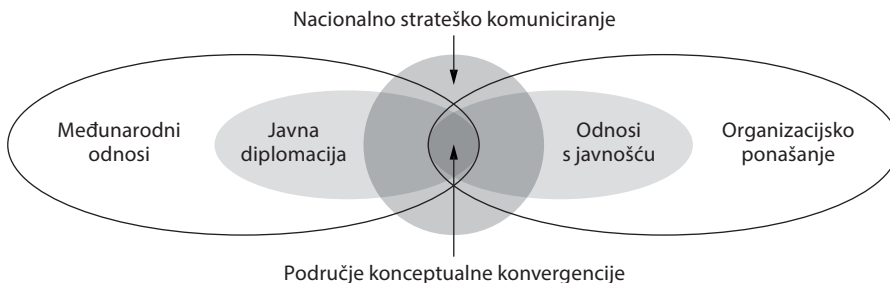 Nacionalno strateško komuniciranje
Međunarodni
odnosi
Javna
diplomacija
Odnosi
s javnošću
Organizacijsko
ponašanje
Područje konceptualne konvergencije